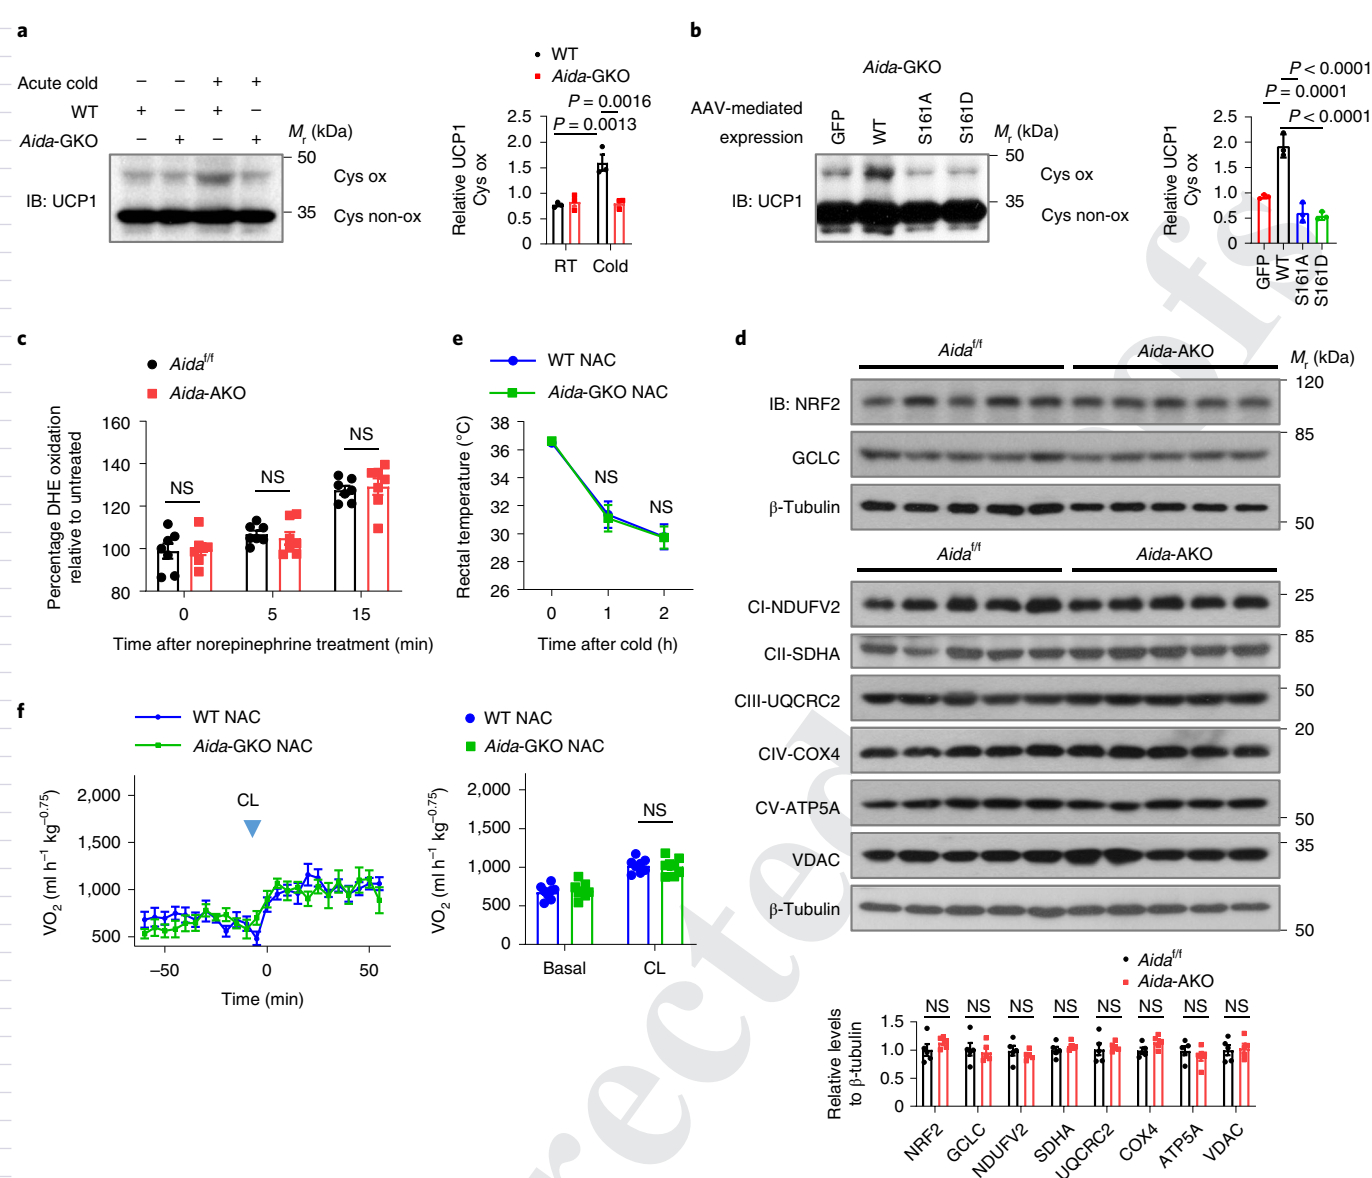 a
Acute cold – – + +
WT + – + –
Aida-GKO – + – +
Mr (kDa)
50
Cys ox
IB: UCP1
35
Cys non-ox
WT
Aida-GKO
P = 0.0016
P = 0.0013
2.5
2.0
1.5
1.0
0.5
0
Relative UCP1
Cys ox
RT Cold
b
Aida-GKO
AAV-mediated
expression
GFP WT S161A S161D
Mr (kDa)
50
Cys ox
IB: UCP1
35
Cys non-ox
P < 0.0001
P = 0.0001
P < 0.0001
2.5
2.0
1.5
1.0
0.5
0
Relative UCP1
Cys ox
GFP WT S161A S161D
c
Aida f/f
Aida-AKO
160
140
120
100
80
Percentage DHE oxidation
relative to untreated
NS NS NS
0 5 15
Time after norepinephrine treatment (min)
e
WT NAC
Aida-GKO NAC
38
36
34
32
30
28
26
Rectal temperature (°C)
NS NS
0 1 2
Time after cold (h)
d
Aida f/f Aida-AKO
Mr (kDa)
120
IB: NRF2
85
GCLC
β-Tubulin
50
Aida f/f Aida-AKO
CI-NDUFV2
25
85
CII-SDHA
CIII-UQCRC2
50
20
CIV-COX4
CV-ATP5A
50
35
VDAC
β-Tubulin
50
Aida f/f
Aida-AKO
NS NS NS NS NS NS NS NS
1.5
1.0
0.5
0
Relative levels
to β-tubulin
NRF2 GCLC NDUFV2 SDHA UQCRC2 COX4 ATP5A VDAC
f
WT NAC
Aida-GKO NAC
CL
2,000
1,500
1,000
500
VO2 (ml h–1 kg–0.75)
–50 0 50
Time (min)
WT NAC
Aida-GKO NAC
NS
2,000
1,500
1,000
500
0
VO2 (ml h–1 kg–0.75)
Basal CL